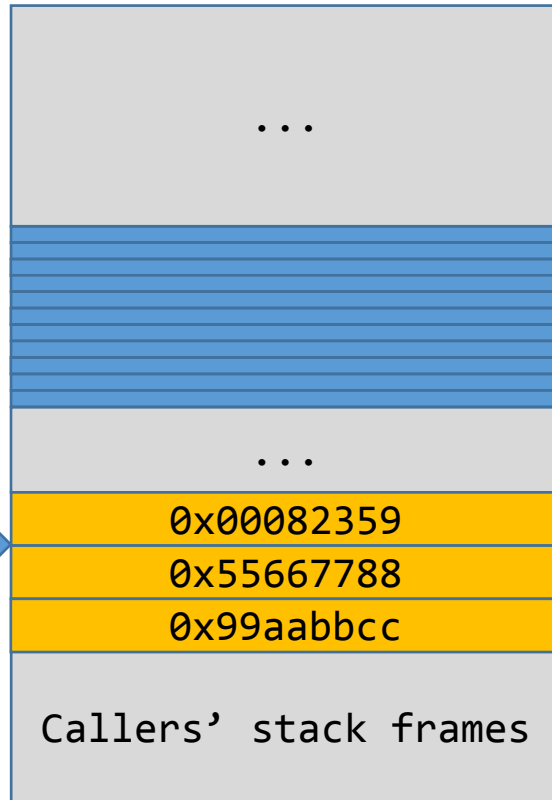 ...
...
0x00082359
0x55667788
0x99aabbcc
Callers’ stack frames